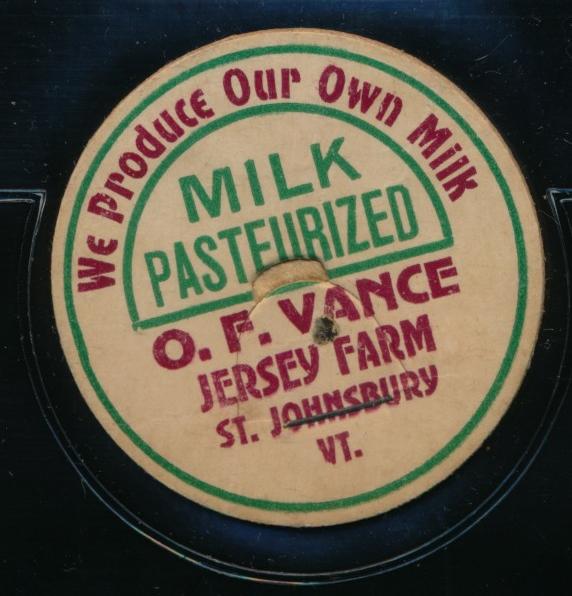 We Produce Our Own Milk
MILK
PASTEURIZED
O. F. VANCE
JERSEY FARM
ST. JOHNSBURY
VT.